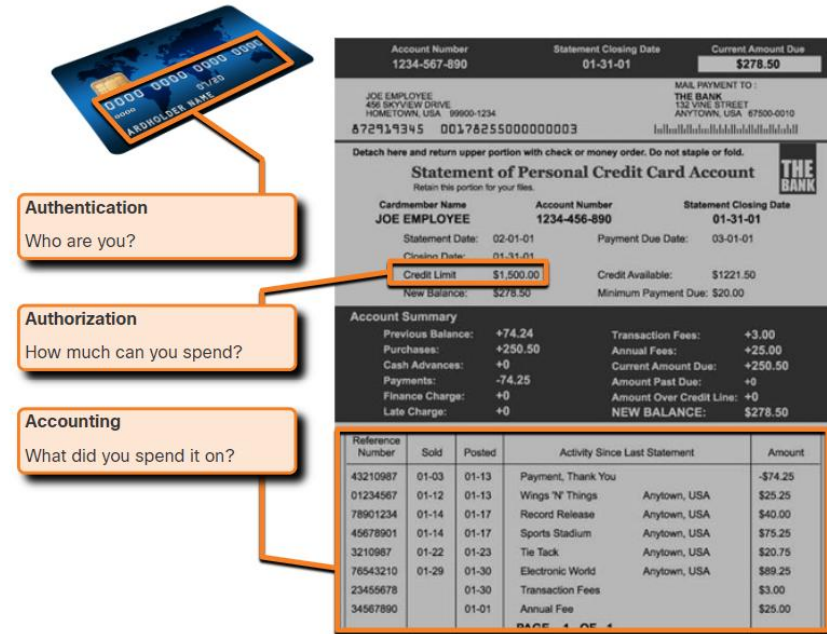 0000 0000 0000 0000
0000
01/20
ARDHOLDER NAME
Authentication
Who are you?
Authorization
How much can you spend?
Accounting
What did you spend it on?
Account Number Statement Closing Date Current Amount Due
1234-567-890 01-31-01 $278.50
JOE EMPLOYEE
456 SKYVIEW DRIVE
HOMETOWN, USA 99900-1234
MAIL PAYMENT TO :
THE BANK
132 VINE STREET
ANYTOWN, USA 67500-0010
872919345 00178255000000003
Detach here and return upper portion with check or money order. Do not staple or fold.
Statement of Personal Credit Card Account
Retain this portion for your files.
THE
BANK
Cardmember Name Account Number Statement Closing Date
JOE EMPLOYEE 1234-456-890 01-31-01
Statement Date: 02-01-01 Payment Due Date: 03-01-01
Closing Date: 01-31-01
Credit Limit $1,500.00 Credit Available: $1221.50
New Balance: $278.50 Minimum Payment Due: $20.00
Account Summary
Previous Balance: +74.24 Transaction Fees: +3.00
Purchases: +250.50 Annual Fees: +25.00
Cash Advances: +0 Current Amount Due: +250.50
Payments: -74.25 Amount Past Due: +0
Finance Charge: +0 Amount Over Credit Line: +0
Late Charge: +0 NEW BALANCE: $278.50
Reference
Number Sold Posted Activity Since Last Statement Amount
43210987 01-03 01-13 Payment, Thank You -$74.25
01234567 01-12 01-13 Wings 'N' Things Anytown, USA $25.25
78901234 01-14 01-17 Record Release Anytown, USA $40.00
45678901 01-14 01-17 Sports Stadium Anytown, USA $75.25
3210987 01-22 01-23 Tie Tack Anytown, USA $20.75
76543210 01-29 01-30 Electronic World Anytown, USA $89.25
23455678 01-30 Transaction Fees $3.00
34567890 01-01 Annual Fee $25.00
PAGE 1 OF 1